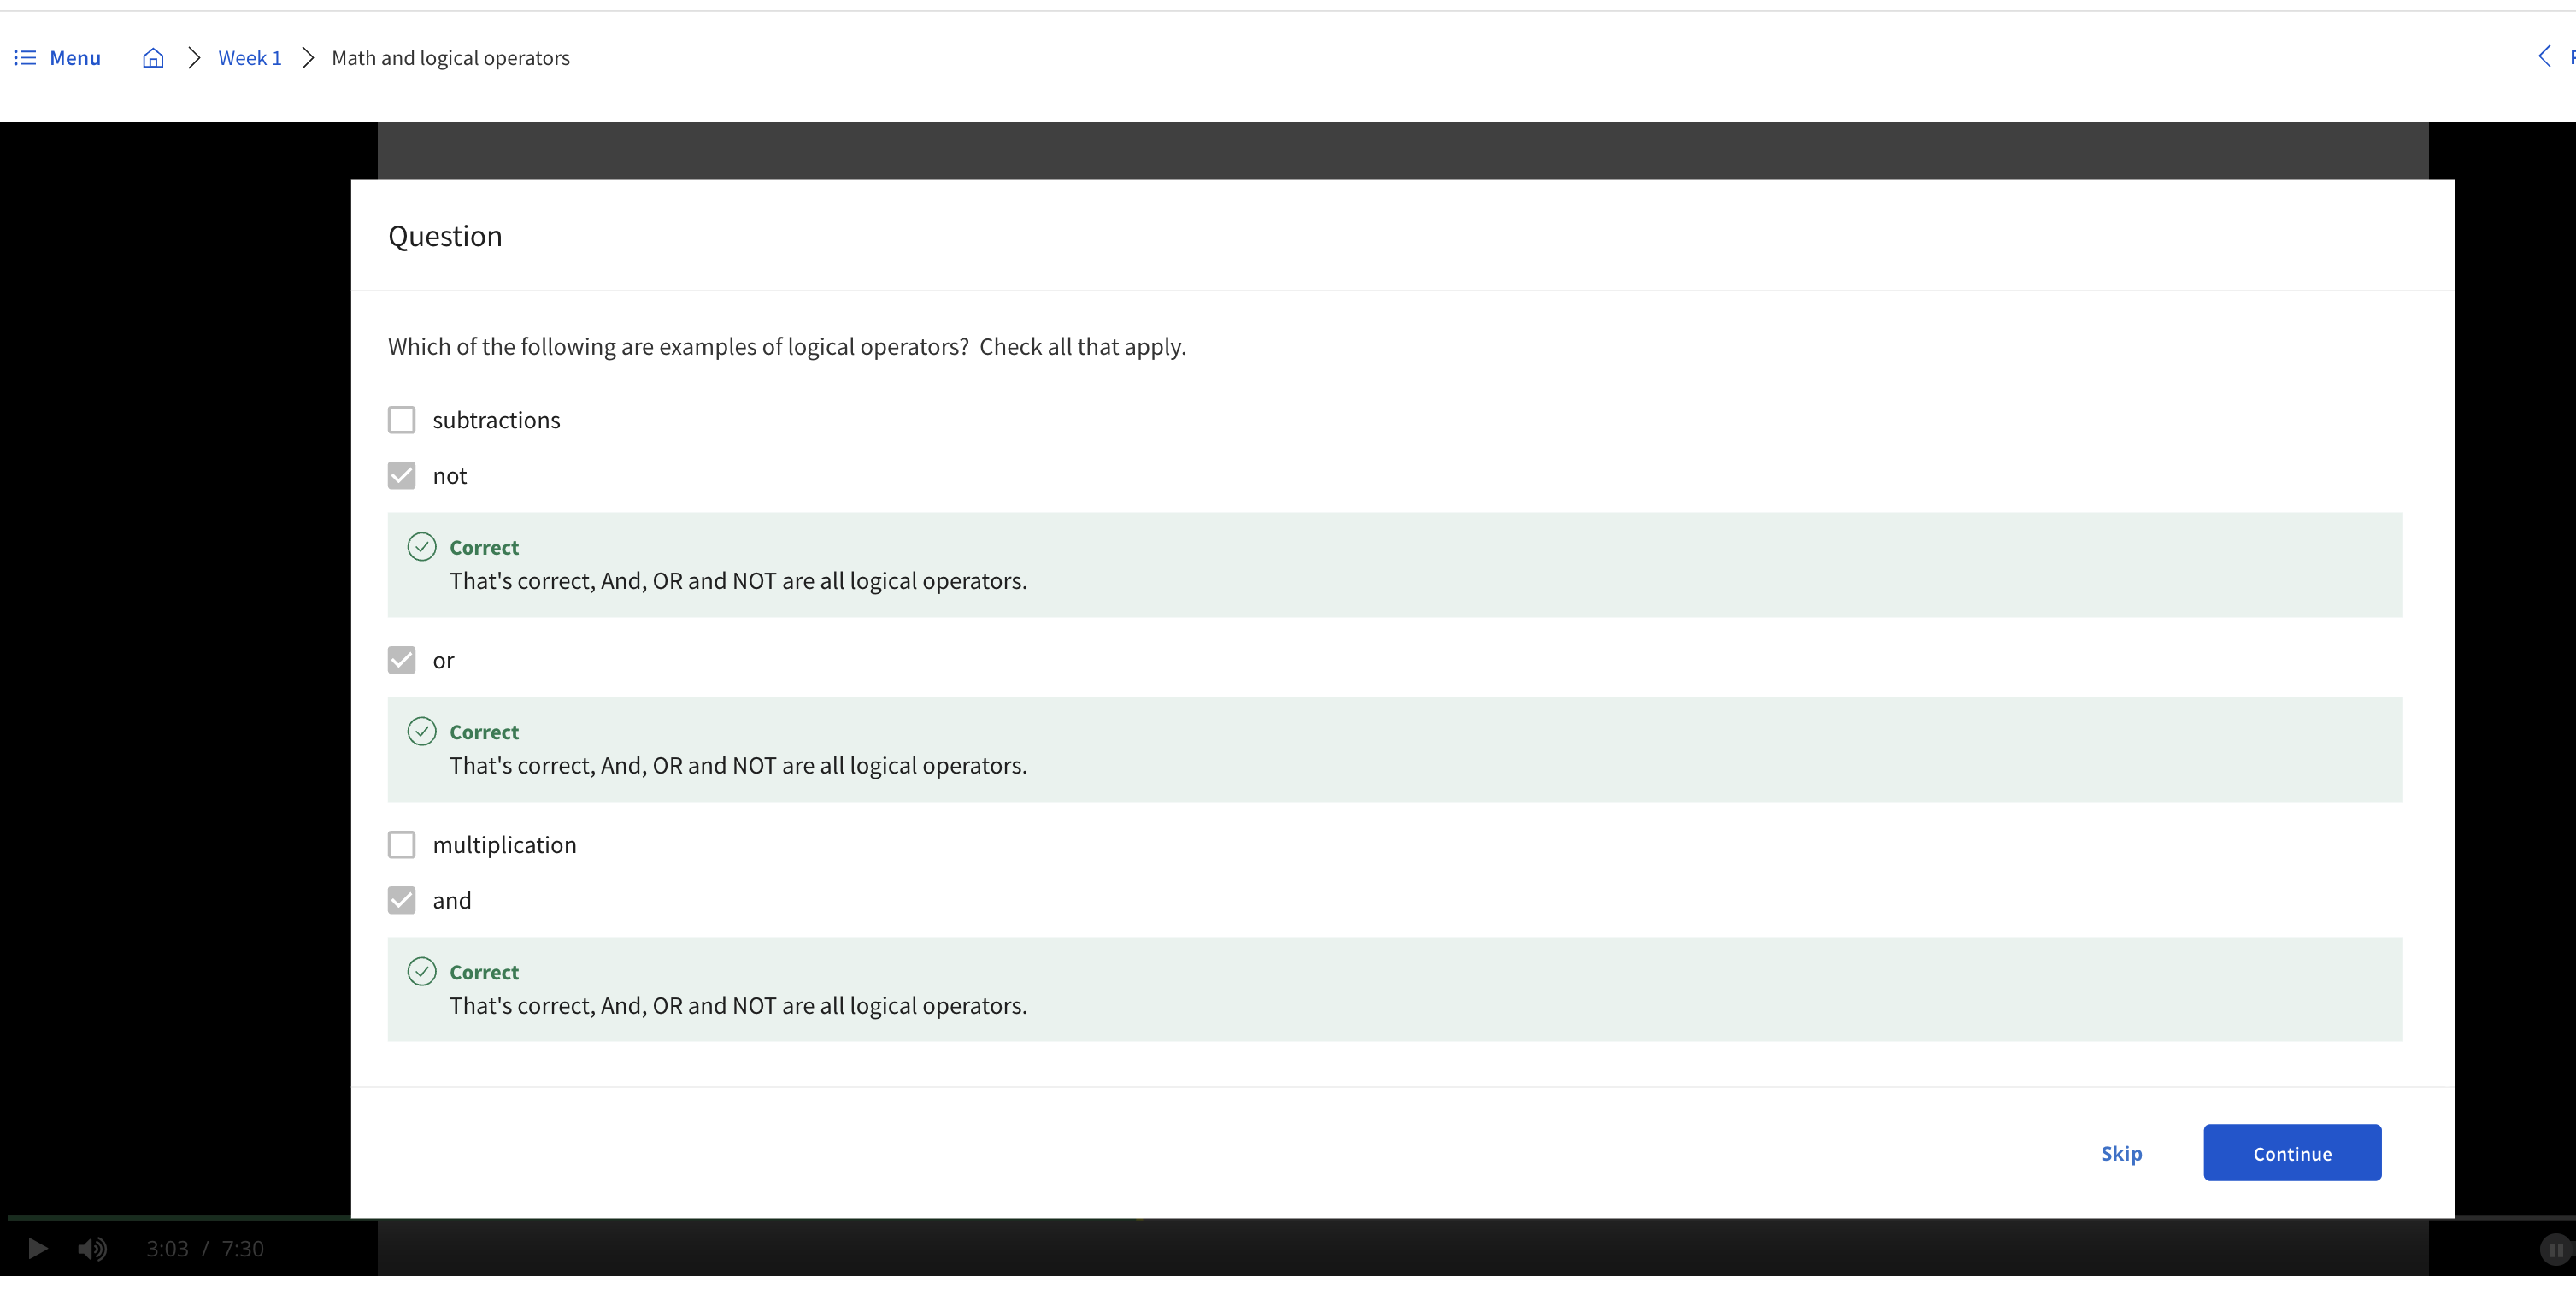 Menu Week 1 Math and logical operators
Question
Which of the following are examples of logical operators?  Check all that apply.
subtractions
not
Correct
That's correct, And, OR and NOT are all logical operators.
or
Correct
That's correct, And, OR and NOT are all logical operators.
multiplication
and
Correct
That's correct, And, OR and NOT are all logical operators.
Skip Continue
3:03 / 7:30